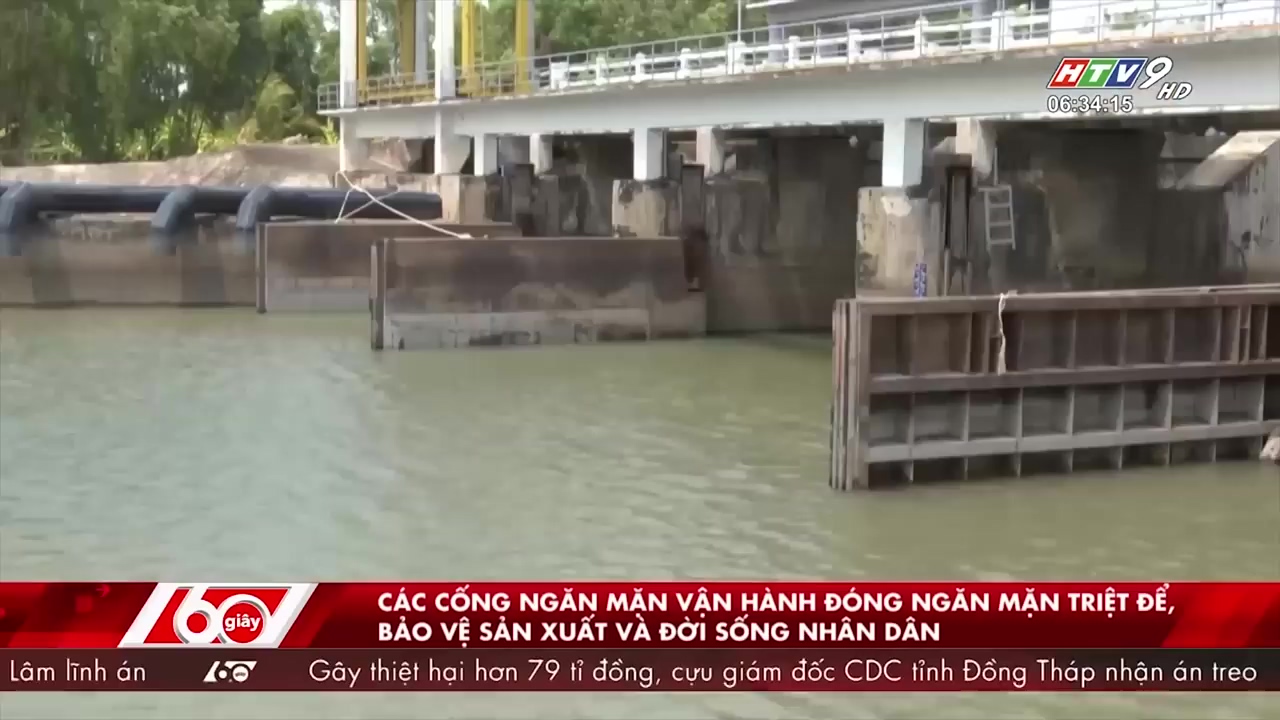 HTV9 HD
06:34:15
60 giây
CÁC CỐNG NGĂN MẶN VẬN HÀNH ĐÓNG NGĂN MẶN TRIỆT ĐỂ,
BẢO VỆ SẢN XUẤT VÀ ĐỜI SỐNG NHÂN DÂN
Lâm lĩnh án 60 giây Gây thiệt hại hơn 79 tỉ đồng, cựu giám đốc CDC tỉnh Đồng Tháp nhận án treo